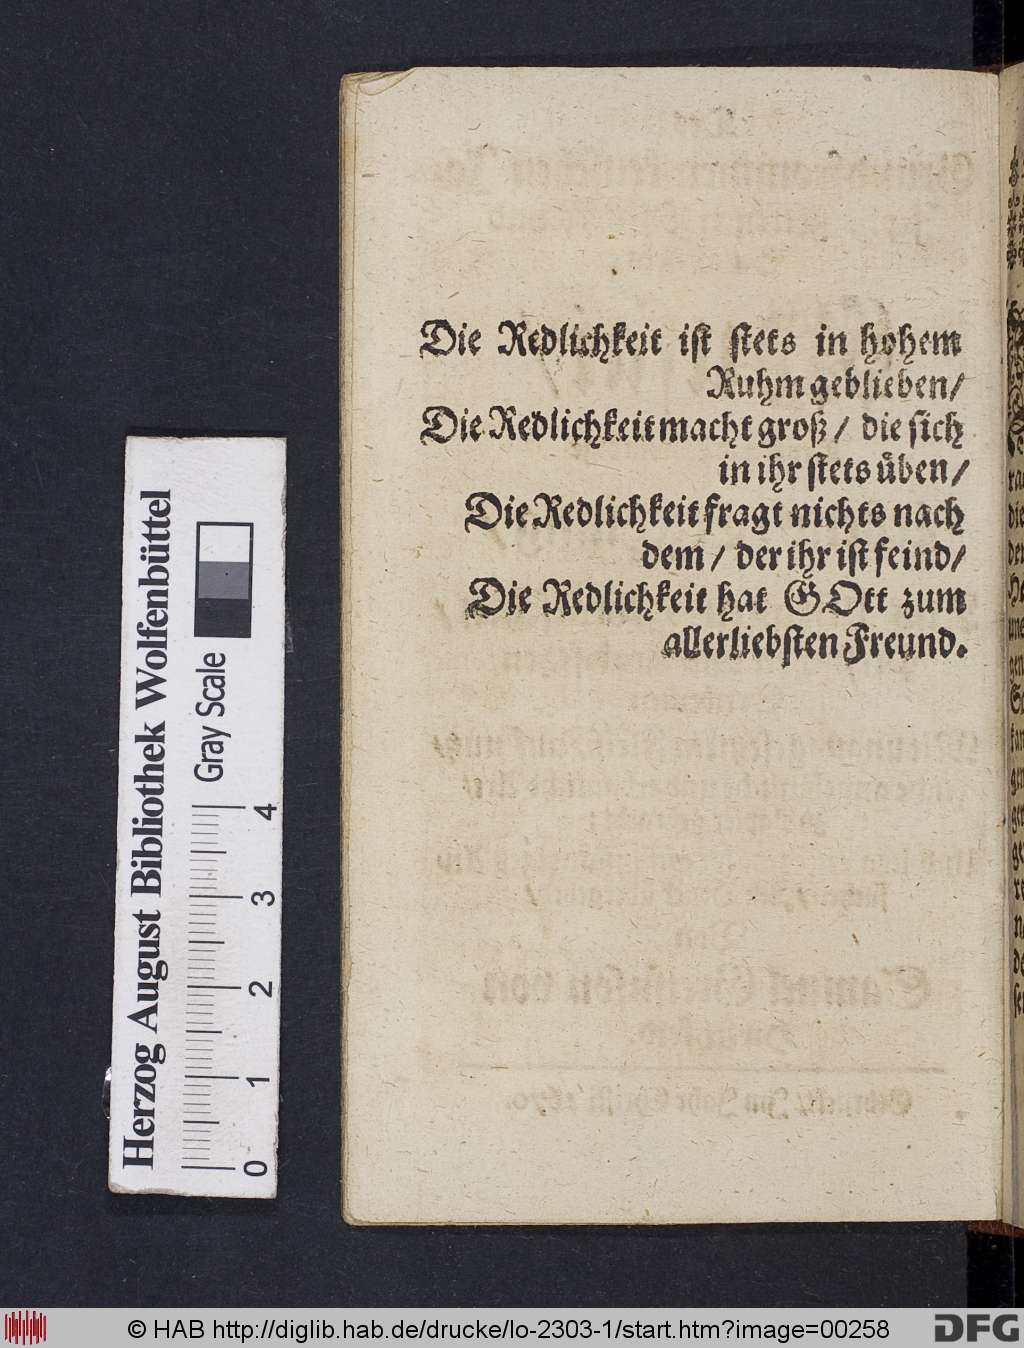 Die Redlichkeit ist stets in hohem
Ruhm geblieben/
Die Redlichkeit macht groß/ die sich
in ihr stets uͤben/
Die Redlichkeit fragt nichts nach
dem/ der ihr ist feind/
Die Redlichkeit hat GOtt zum
allerliebsten Freund.
Herzog August Bibliothek Wolfenbüttel
Gray Scale
0 1 2 3 4
© HAB http://diglib.hab.de/drucke/lo-2303-1/start.htm?image=00258
DFG